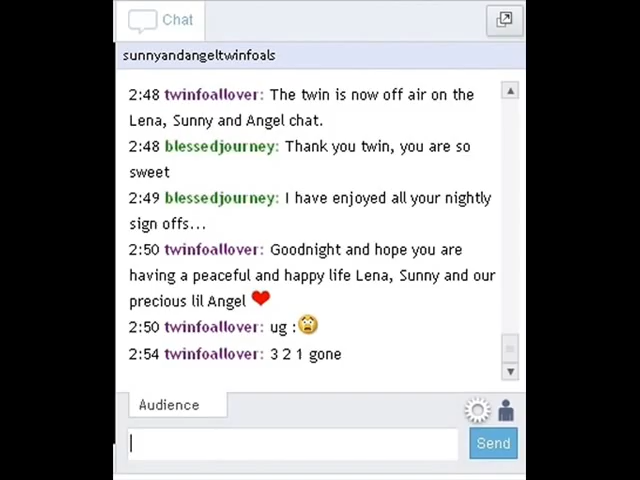 Chat
sunnyandangeltwinfoals
2:48 twinfoallover: The twin is now off air on the
Lena, Sunny and Angel chat.
2:48 blessedjourney: Thank you twin, you are so
sweet
2:49 blessedjourney: I have enjoyed all your nightly
sign offs...
2:50 twinfoallover: Goodnight and hope you are
having a peaceful and happy life Lena, Sunny and our
precious lil Angel ❤
2:50 twinfoallover: ug :
2:54 twinfoallover: 3 2 1 gone
Audience
Send